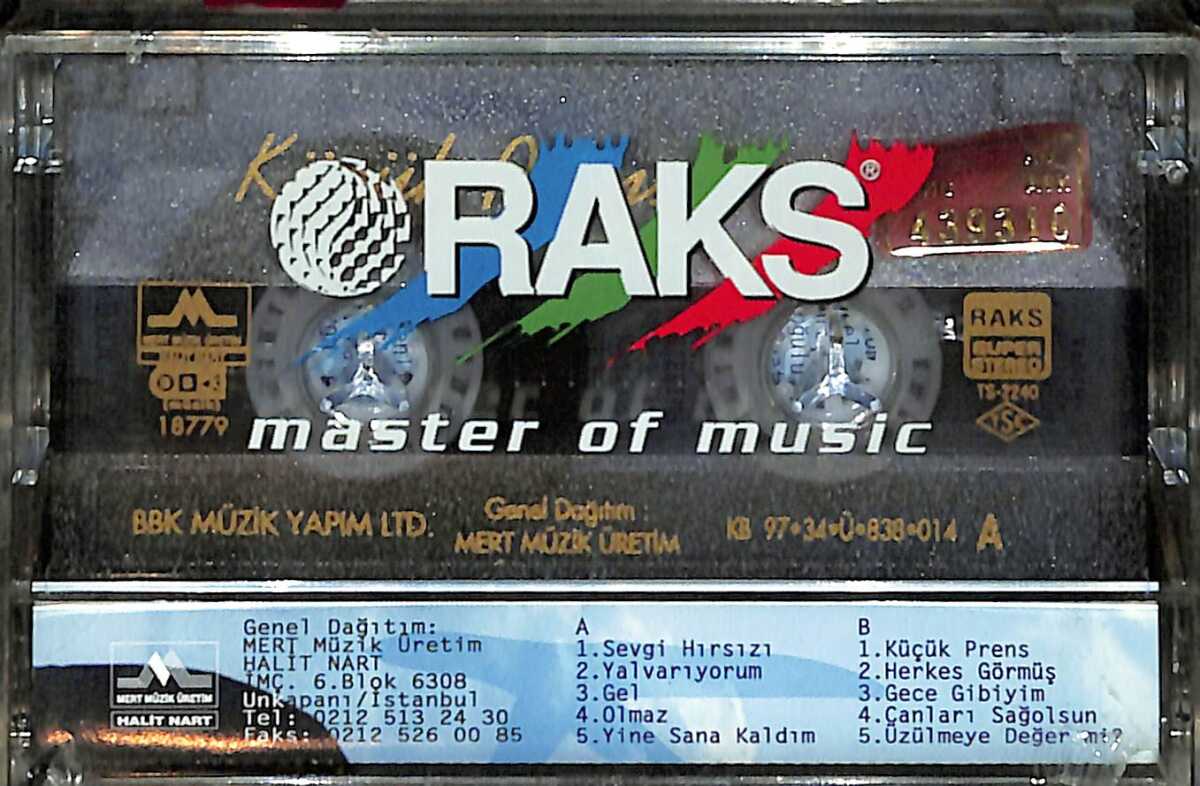 RAKS®
master of music
43931C
MERT MÜZİK ÜRETİM
18779
RAKS
SUPER
STEREO
TS-2240
TSE
BBK MÜZİK YAPIM LTD.
Genel Dağıtım :
MERT MÜZİK ÜRETİM
KB 97•34•Ü•838•014 A
MERT MÜZİK ÜRETİM
HALİT NART
Genel Dağıtım:
MERT Müzik Üretim
HALİT NART
İMÇ. 6.Blok 6308
Unkapanı/İstanbul
Tel: 0212 513 24 30
Faks: 0212 526 00 85
A
1.Sevgi Hırsızı
2.Yalvarıyorum
3.Gel
4.Olmaz
5.Yine Sana Kaldım
B
1.Küçük Prens
2.Herkes Görmüş
3.Gece Gibiyim
4.Canları Sağolsun
5.Üzülmeye Değer mi?